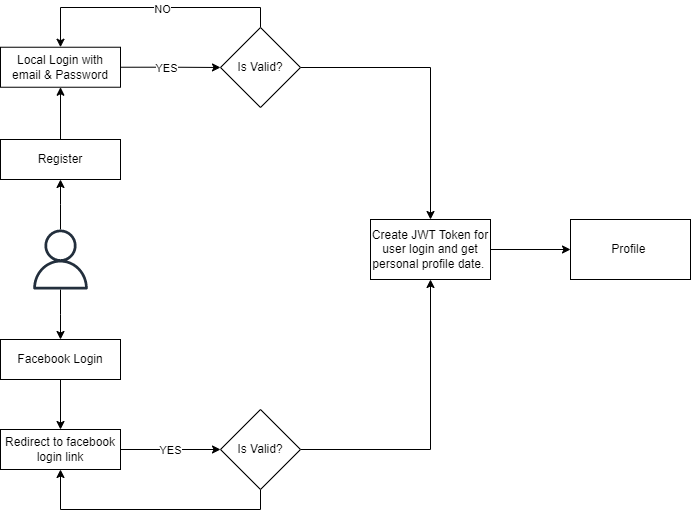 NO
Local Login with
email & Password
YES
Is Valid?
Register
Create JWT Token for
user login and get
personal profile date.
Profile
Facebook Login
Redirect to facebook
login link
YES
Is Valid?